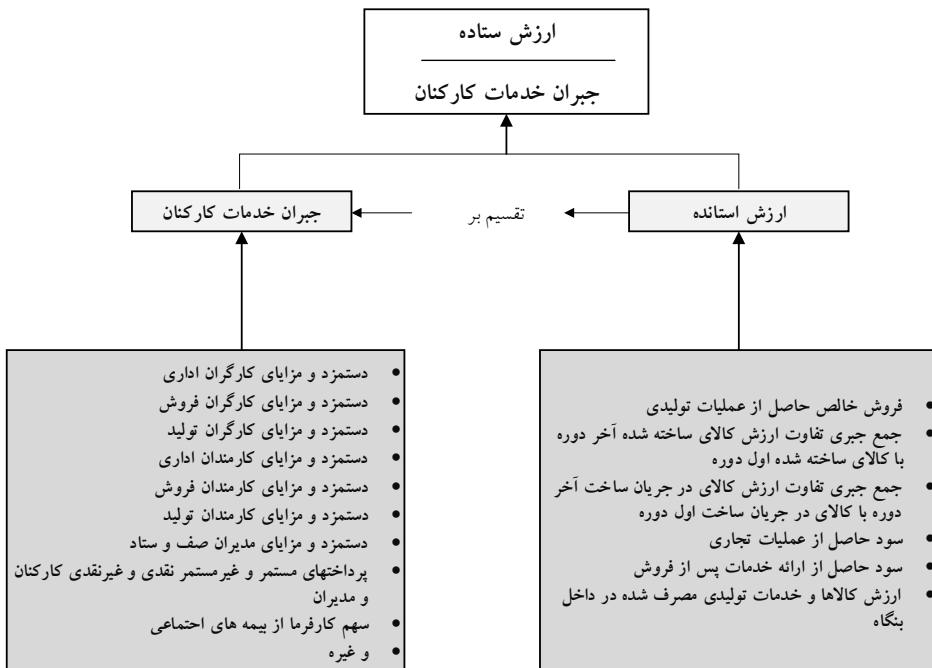 ارزش ستاده
جبران خدمات کارکنان
ارزش استانده
تقسیم بر
جبران خدمات کارکنان
• فروش خالص حاصل از عملیات تولیدی
• جمع جبری تفاوت ارزش کالای ساخته شده آخر دوره
با کالای ساخته شده اول دوره
• جمع جبری تفاوت ارزش کالای در جریان ساخت آخر
دوره با کالای در جریان ساخت اول دوره
• سود حاصل از عملیات تجاری
• سود حاصل از ارائه خدمات پس از فروش
• ارزش کالاها و خدمات تولیدی مصرف شده در داخل
بنگاه
• دستمزد و مزایای کارگران اداری
• دستمزد و مزایای کارگران فروش
• دستمزد و مزایای کارگران تولید
• دستمزد و مزایای کارمندان اداری
• دستمزد و مزایای کارمندان فروش
• دستمزد و مزایای کارمندان تولید
• دستمزد و مزایای مدیران صف و ستاد
• پرداختهای مستمر و غیرمستمر نقدی و غیرنقدی کارکنان
و مدیران
• سهم کارفرما از بیمه های احتماعی
• و غیره